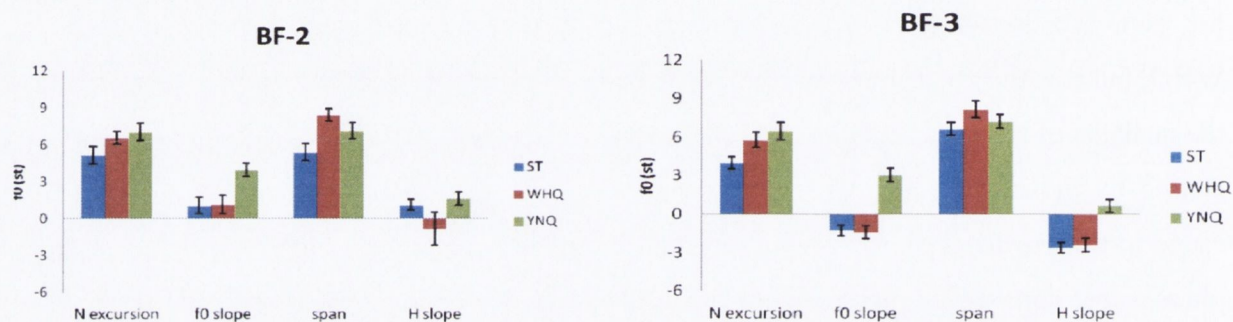 BF-2
12
9
6
3
0
-3
-6
f0 (st)
N excursion f0 slope span H slope
ST
WHQ
YNQ
BF-3
12
9
6
3
0
-3
-6
f0 (st)
N excursion f0 slope span H slope
ST
WHQ
YNQ